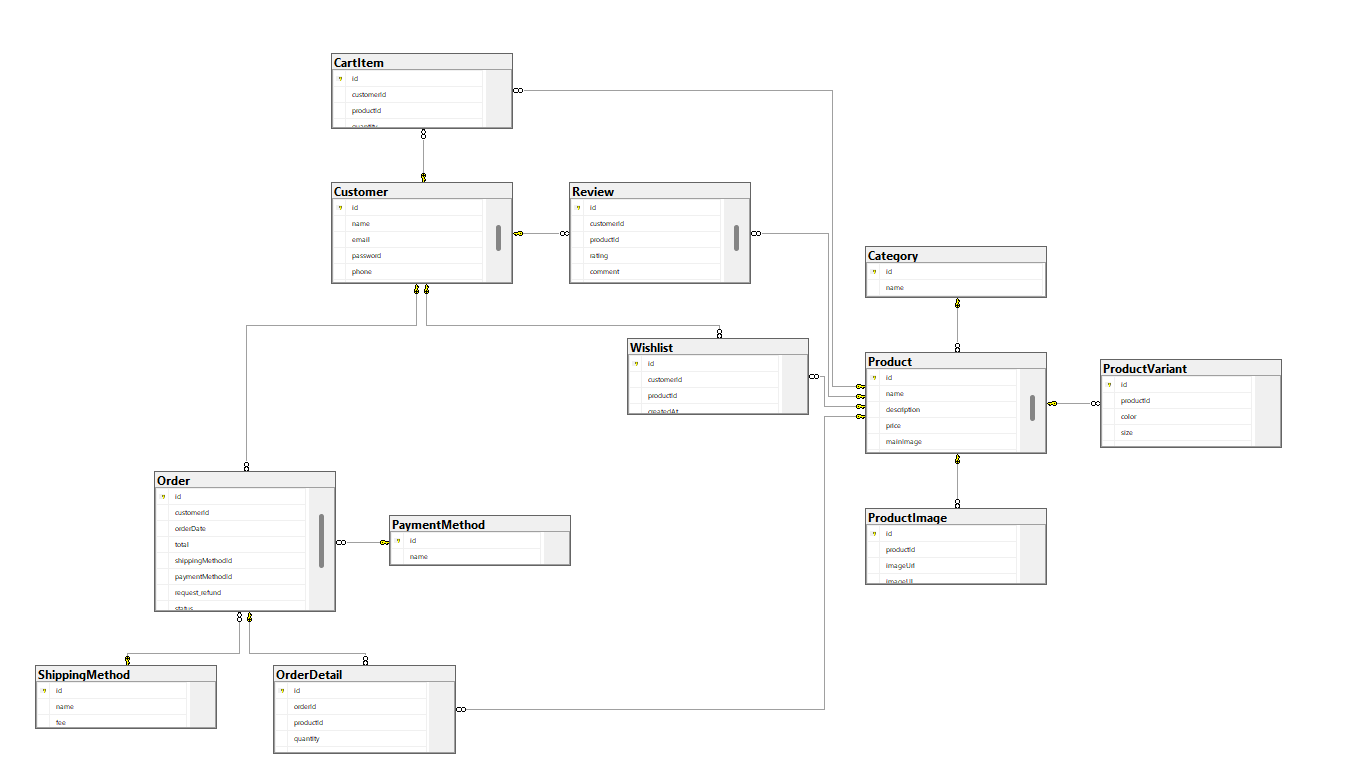 CartItem
id
customerId
productId
quantity
Customer
id
name
email
password
phone
Review
id
customerId
productId
rating
comment
Category
id
name
Wishlist
id
customerId
productId
createdAt
Product
id
name
description
price
mainImage
ProductVariant
id
productId
color
size
Order
id
customerId
orderDate
total
shippingMethodId
paymentMethodId
request_refund
status
PaymentMethod
id
name
ProductImage
id
productId
imageUrl
ShippingMethod
id
name
fee
OrderDetail
id
orderId
productId
quantity